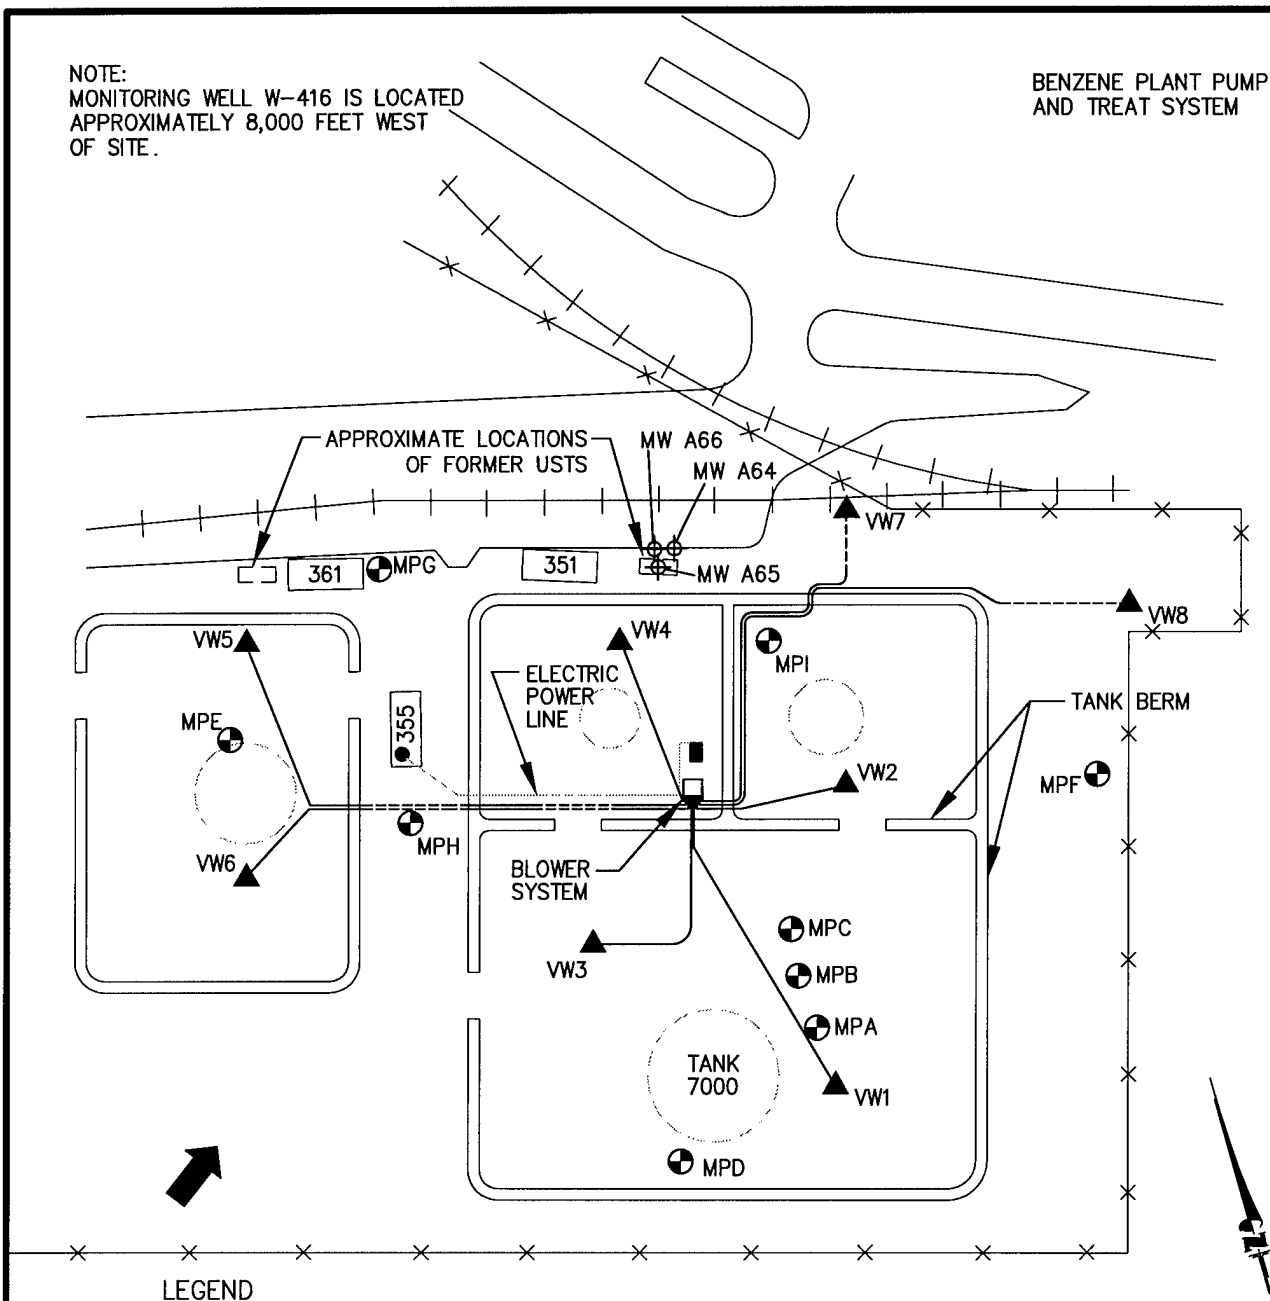 NOTE:
MONITORING WELL W-416 IS LOCATED
APPROXIMATELY 8,000 FEET WEST
OF SITE.
BENZENE PLANT PUMP
AND TREAT SYSTEM
APPROXIMATE LOCATIONS
OF FORMER USTS
MW A66
MW A64
VW7
361
MPG
351
MW A65
VW8
VW5
VW4
MPI
ELECTRIC
POWER
LINE
TANK BERM
355
MPE
VW2
MPF
MPH
VW6
BLOWER
SYSTEM
MPC
VW3
MPB
MPA
TANK
7000
VW1
MPD
LEGEND